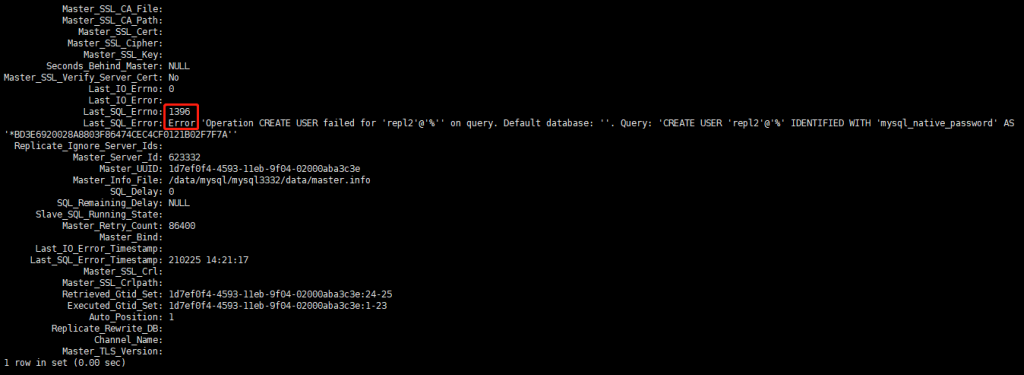 Master_SSL_CA_File:
Master_SSL_CA_Path:
Master_SSL_Cert:
Master_SSL_Cipher:
Master_SSL_Key:
Seconds_Behind_Master: NULL
Master_SSL_Verify_Server_Cert: No
Last_IO_Errno: 0
Last_IO_Error:
Last_SQL_Errno: 1396
Last_SQL_Error: Error 'Operation CREATE USER failed for 'repl2'@'%'' on query. Default database: ''. Query: 'CREATE USER 'repl2'@'%' IDENTIFIED WITH 'mysql_native_password' AS
'*BD3E6920028A8803F86474CEC4CF0121B02F7F7A''
Replicate_Ignore_Server_Ids:
Master_Server_Id: 623332
Master_UUID: 1d7ef0f4-4593-11eb-9f04-02000aba3c3e
Master_Info_File: /data/mysql/mysql3332/data/master.info
SQL_Delay: 0
SQL_Remaining_Delay: NULL
Slave_SQL_Running_State:
Master_Retry_Count: 86400
Master_Bind:
Last_IO_Error_Timestamp:
Last_SQL_Error_Timestamp: 210225 14:21:17
Master_SSL_Crl:
Master_SSL_Crlpath:
Retrieved_Gtid_Set: 1d7ef0f4-4593-11eb-9f04-02000aba3c3e:24-25
Executed_Gtid_Set: 1d7ef0f4-4593-11eb-9f04-02000aba3c3e:1-23
Auto_Position: 1
Replicate_Rewrite_DB:
Channel_Name:
Master_TLS_Version:
1 row in set (0.00 sec)